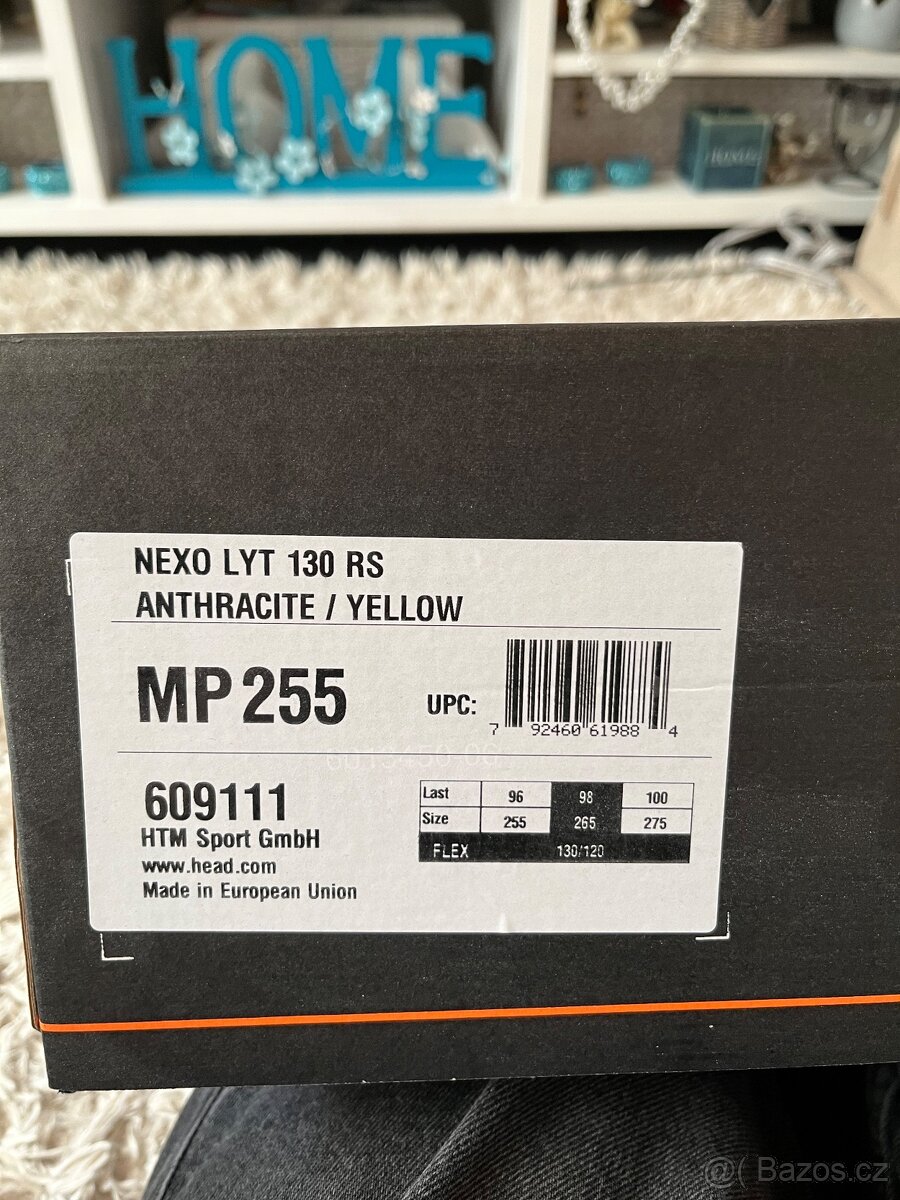 HOME
HOME
NEXO LYT 130 RS
ANTHRACITE / YELLOW
MP 255
UPC:
7 92460 61988 4
609111
HTM Sport GmbH
www.head.com
Made in European Union
Last 96 98 100
Size 255 265 275
FLEX 130/120
@( Bazos.cz